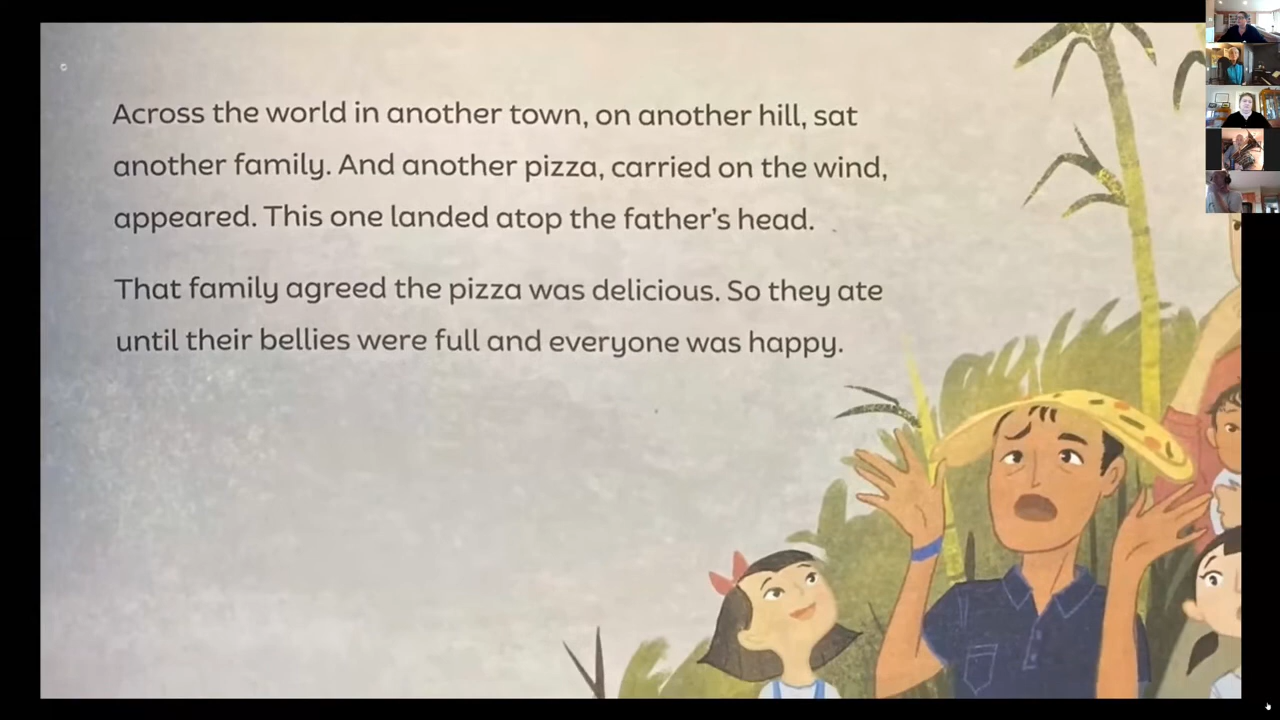 Across the world in another town, on another hill, sat
another family. And another pizza, carried on the wind,
appeared. This one landed atop the father's head.
That family agreed the pizza was delicious. So they ate
until their bellies were full and everyone was happy.